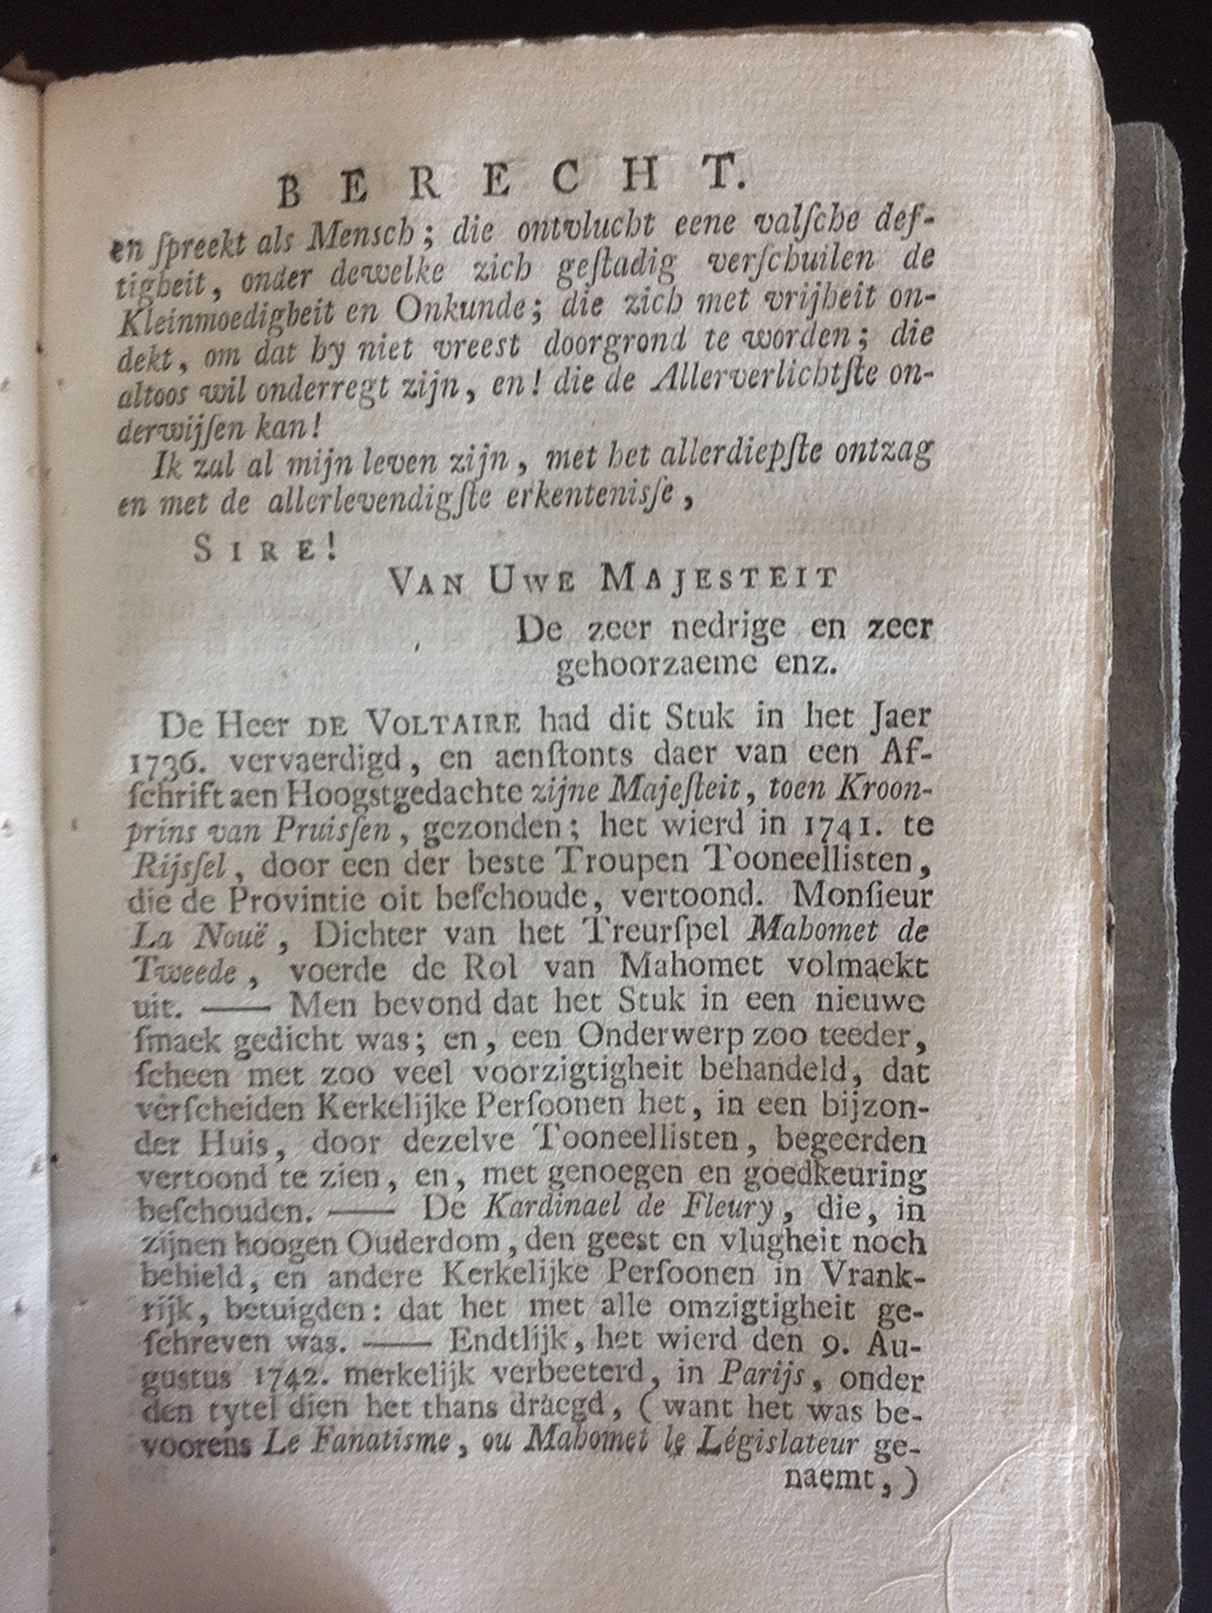 BERECHT.
en ſpreekt als Mensch; die ontvlucht eene valſche def-
tigheit, onder dewelke zich geſtadig verſchuilen de
Kleinmoedigheit en Onkunde; die zich met vrijheit on-
dekt, om dat hy niet vreest doorgrond te worden; die
altoos wil onderregt zijn, en! die de Allerverlichtſte on-
derwijſen kan!
Ik zal al mijn leven zijn, met het allerdiepſte ontzag
en met de allerlevendigſte erkentenisſe,
SIRE!
VAN UWE MAJESTEIT
De zeer nedrige en zeer
gehoorzaeme enz.
De Heer DE VOLTAIRE had dit Stuk in het Jaer
1736. vervaerdigd, en aenſtonts daer van een Af-
ſchrift aen Hoogstgedachte zijne Majeſteit, toen Kroon-
prins van Pruisſen, gezonden; het wierd in 1741. te
Rijsſel, door een der beste Troupen Tooneellisten,
die de Provintie oit beſchoude, vertoond. Monſieur
La Nouë, Dichter van het Treurſpel Mahomet de
Tweede, voerde de Rol van Mahomet volmaekt
uit. —— Men bevond dat het Stuk in een nieuwe
ſmaek gedicht was; en, een Onderwerp zoo teeder,
ſcheen met zoo veel voorzigtigheit behandeld, dat
verſcheiden Kerkelijke Perſoonen het, in een bijzon-
der Huis, door dezelve Tooneellisten, begeerden
vertoond te zien, en, met genoegen en goedkeuring
beſchouden. —— De Kardinael de Fleury, die, in
zijnen hoogen Ouderdom, den geest en vlugheit noch
behield, en andere Kerkelijke Perſoonen in Vrank-
rijk, betuigden: dat het met alle omzigtigheit ge-
ſchreven was. —— Endtlijk, het wierd den 9. Au-
gustus 1742. merkelijk verbeeterd, in Parijs, onder
den tytel dien het thans draegd, (want het was be-
voorens Le Fanatisme, ou Mahomet le Législateur ge-
naemt,)